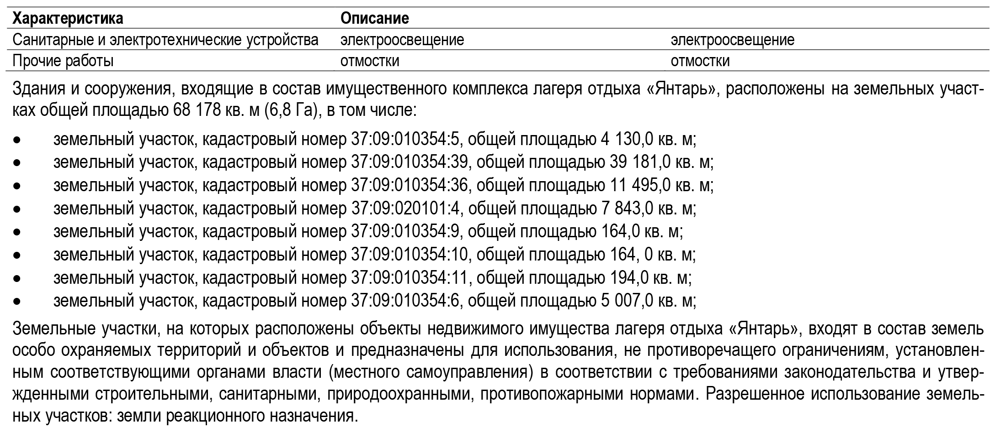 Характеристика Описание
Санитарные и электротехнические устройства электроосвещение электроосвещение
Прочие работы отмостки отмостки
Здания и сооружения, входящие в состав имущественного комплекса лагеря отдыха «Янтарь», расположены на земельных участ-
ках общей площадью 68 178 кв. м (6,8 Га), в том числе:
• земельный участок, кадастровый номер 37:09:010354:5, общей площадью 4 130,0 кв. м;
• земельный участок, кадастровый номер 37:09:010354:39, общей площадью 39 181,0 кв. м;
• земельный участок, кадастровый номер 37:09:010354:36, общей площадью 11 495,0 кв. м;
• земельный участок, кадастровый номер 37:09:020101:4, общей площадью 7 843,0 кв. м;
• земельный участок, кадастровый номер 37:09:010354:9, общей площадью 164,0 кв. м;
• земельный участок, кадастровый номер 37:09:010354:10, общей площадью 164, 0 кв. м;
• земельный участок, кадастровый номер 37:09:010354:11, общей площадью 194,0 кв. м;
• земельный участок, кадастровый номер 37:09:010354:6, общей площадью 5 007,0 кв. м;
Земельные участки, на которых расположены объекты недвижимого имущества лагеря отдыха «Янтарь», входят в состав земель
особо охраняемых территорий и объектов и предназначены для использования, не противоречащего ограничениям, установлен-
ным соответствующими органами власти (местного самоуправления) в соответствии с требованиями законодательства и утвер-
жденными строительными, санитарными, природоохранными, противопожарными нормами. Разрешенное использование земель-
ных участков: земли реакционного назначения.